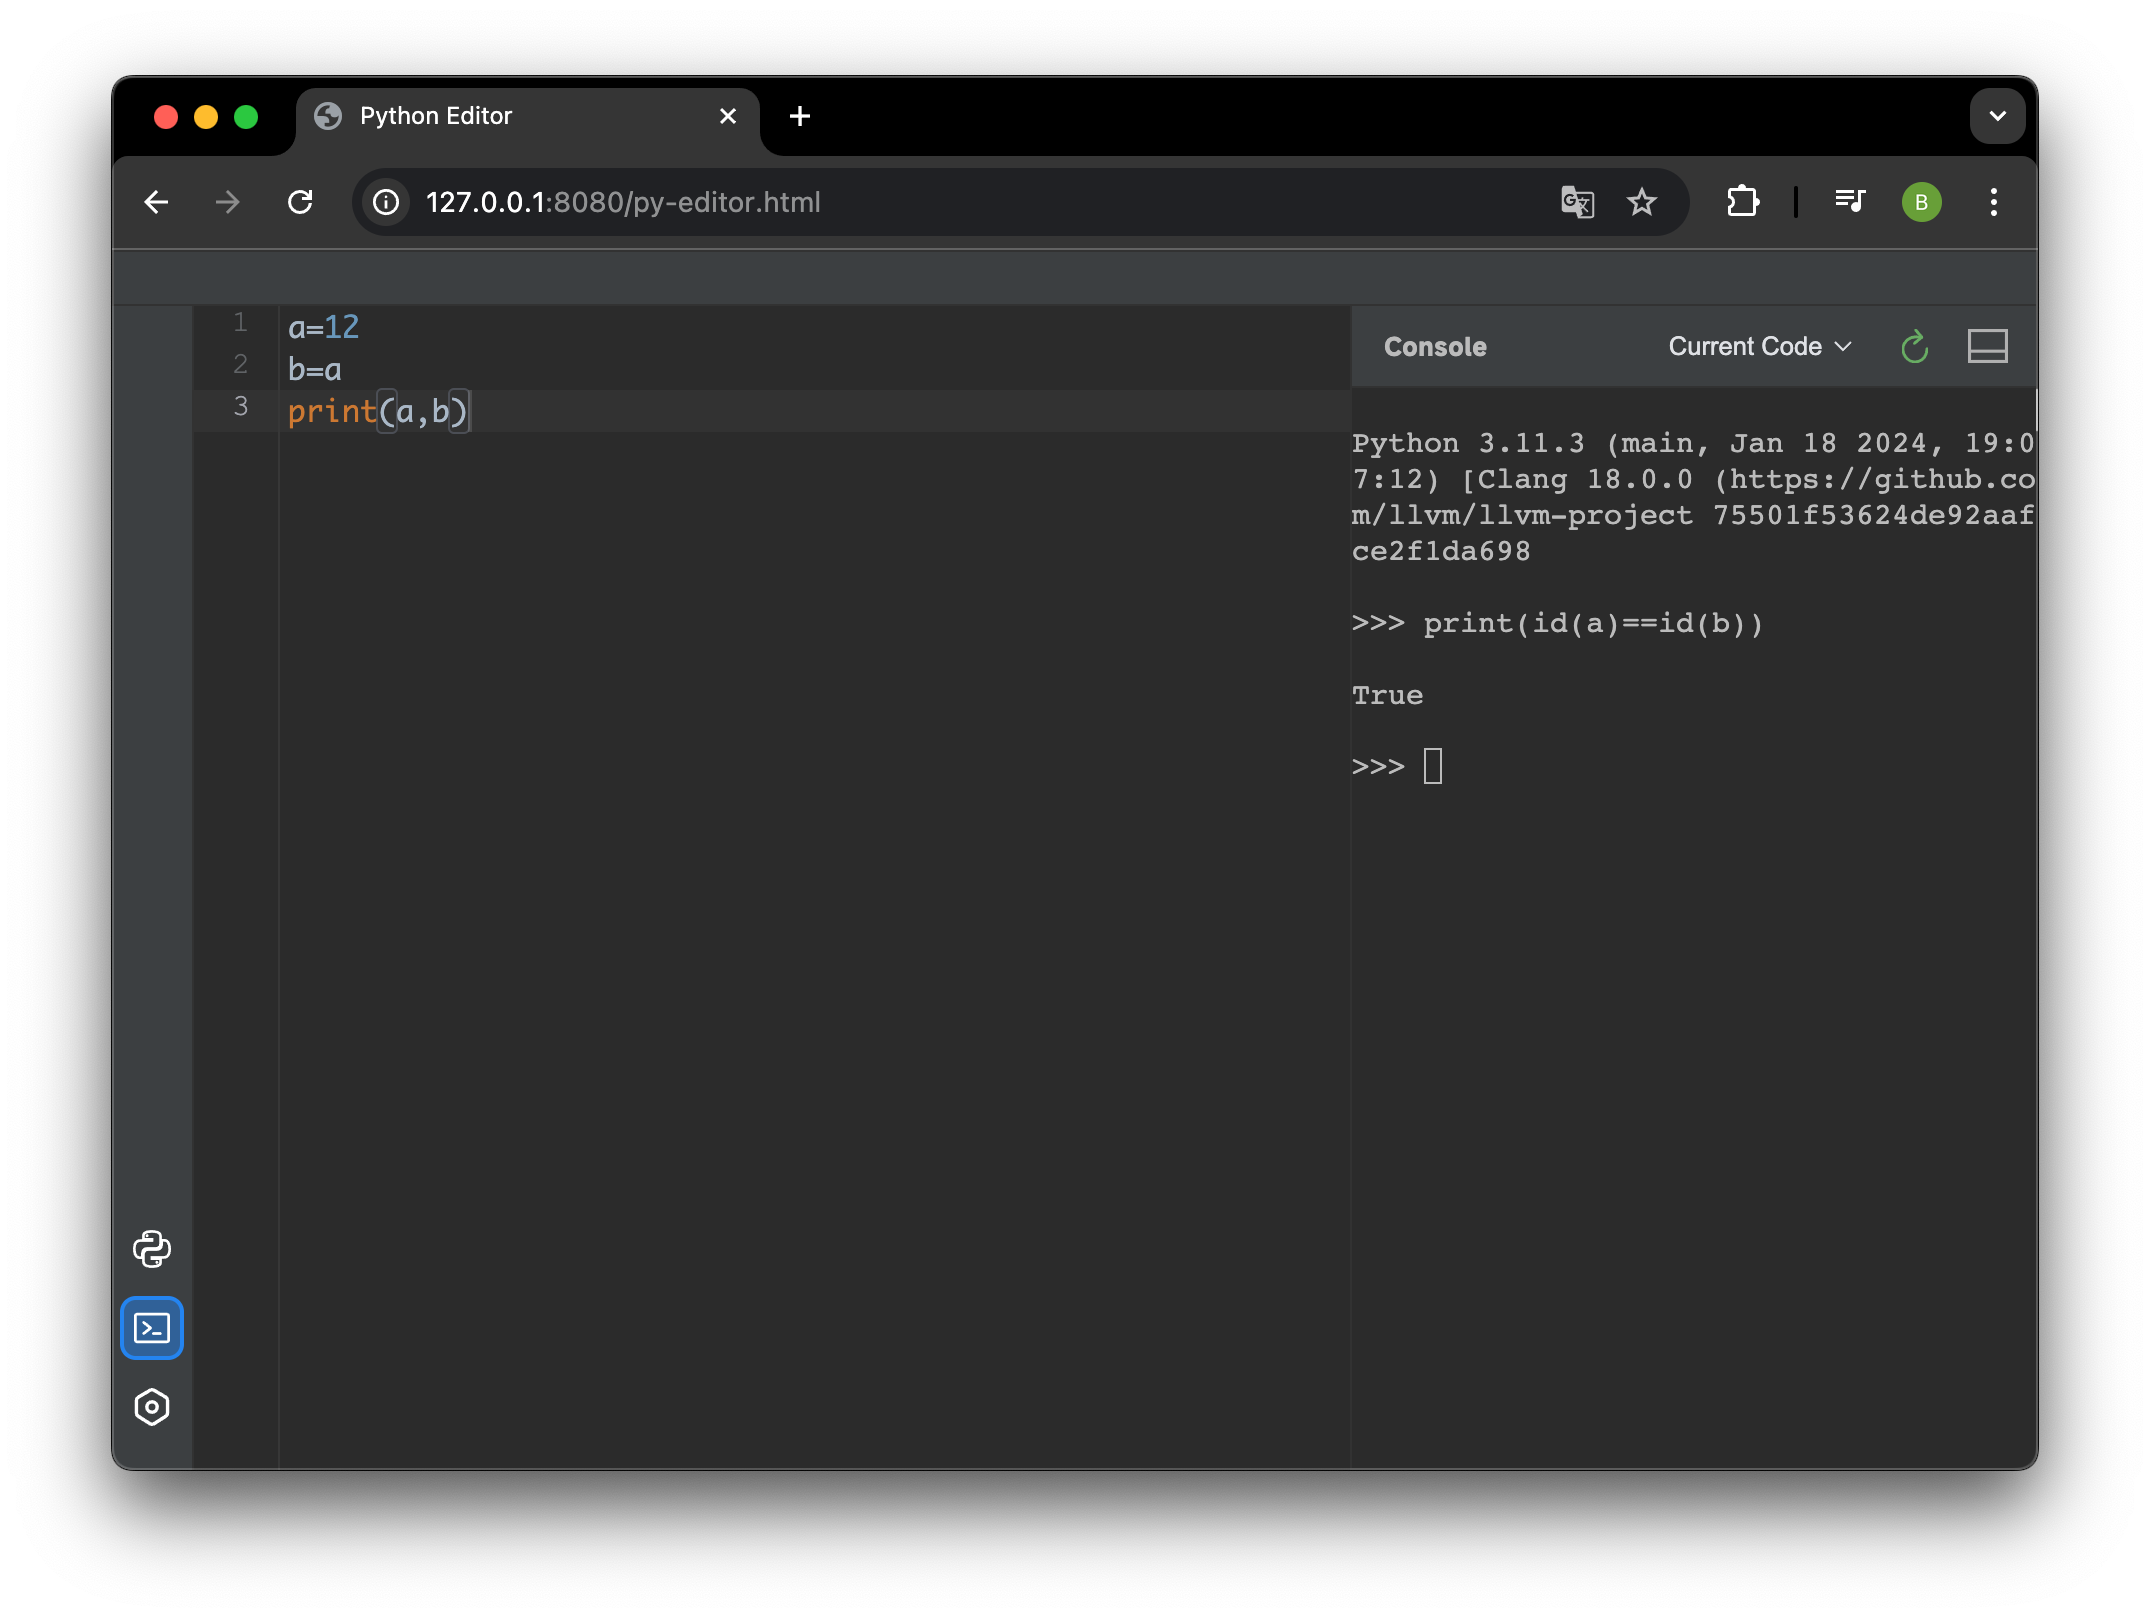 Python Editor
127.0.0.1:8080/py-editor.html
B
1 a=12
2 b=a
3 print(a,b)
Console
Current Code
Python 3.11.3 (main, Jan 18 2024, 19:0
7:12) [Clang 18.0.0 (https://github.co
m/llvm/llvm-project 75501f53624de92aaf
ce2f1da698
>>> print(id(a)==id(b))
True
>>>